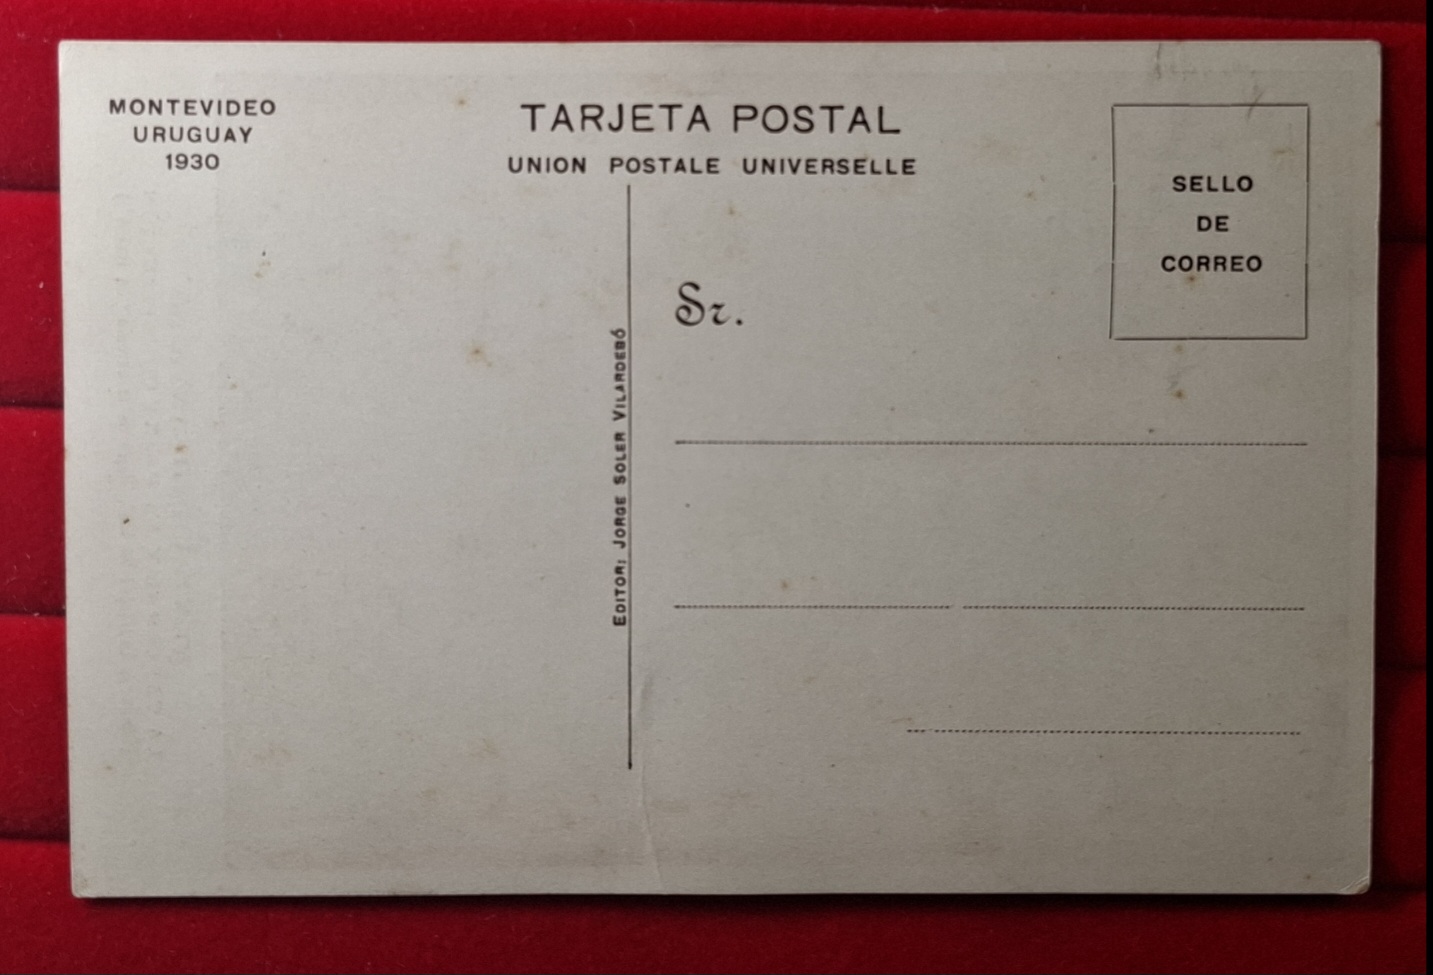 MONTEVIDEO
URUGUAY
1930
TARJETA POSTAL
UNION POSTALE UNIVERSELLE
SELLO
DE
CORREO
Sr.
EDITOR; JORGE SOLER VILARDEBÓ